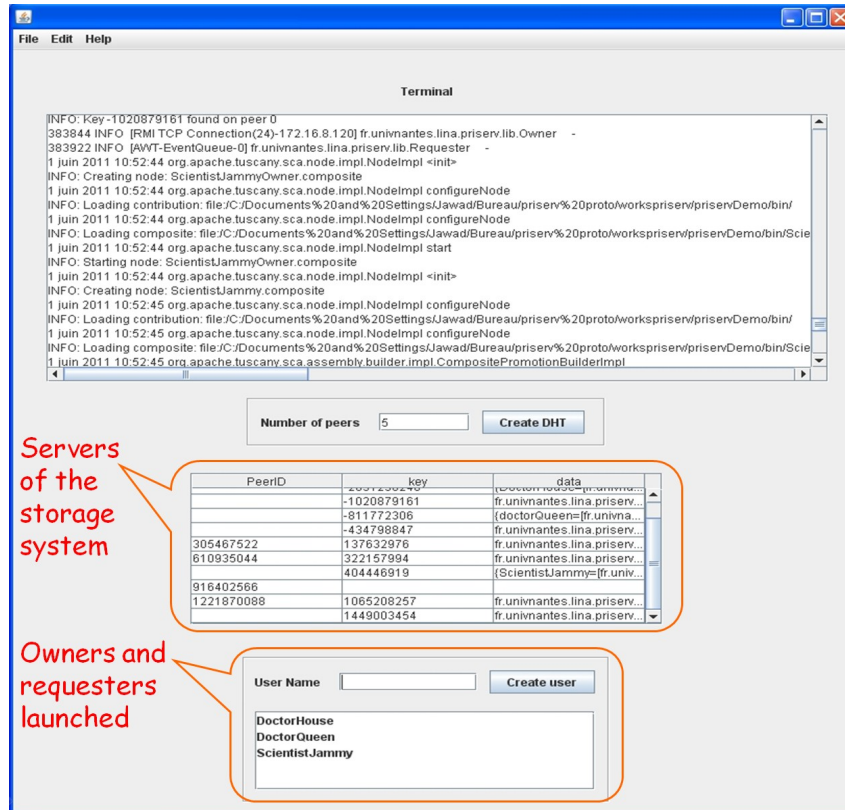 File Edit Help
Terminal
INFO: Key -1020879161 found on peer 0
383844 INFO [RMI TCP Connection(24)-172.16.8.120] fr.univnantes.lina.priserv.lib.Owner -
383922 INFO [AWT-EventQueue-0] fr.univnantes.lina.priserv.lib.Requester -
1 juin 2011 10:52:44 org.apache.tuscany.sca.node.impl.NodeImpl <init>
INFO: Creating node: ScientistJammyOwner.composite
1 juin 2011 10:52:44 org.apache.tuscany.sca.node.impl.NodeImpl configureNode
INFO: Loading contribution: file:/C:/Documents%20and%20Settings/Jawad/Bureau/priserv%20proto/workspriserv/priservDemo/bin/
1 juin 2011 10:52:44 org.apache.tuscany.sca.node.impl.NodeImpl configureNode
INFO: Loading composite: file:/C:/Documents%20and%20Settings/Jawad/Bureau/priserv%20proto/workspriserv/priservDemo/bin/Scie
1 juin 2011 10:52:44 org.apache.tuscany.sca.node.impl.NodeImpl start
INFO: Starting node: ScientistJammyOwner.composite
1 juin 2011 10:52:44 org.apache.tuscany.sca.node.impl.NodeImpl <init>
INFO: Creating node: ScientistJammy.composite
1 juin 2011 10:52:45 org.apache.tuscany.sca.node.impl.NodeImpl configureNode
INFO: Loading contribution: file:/C:/Documents%20and%20Settings/Jawad/Bureau/priserv%20proto/workspriserv/priservDemo/bin/
1 juin 2011 10:52:45 org.apache.tuscany.sca.node.impl.NodeImpl configureNode
INFO: Loading composite: file:/C:/Documents%20and%20Settings/Jawad/Bureau/priserv%20proto/workspriserv/priservDemo/bin/Scie
1 juin 2011 10:52:45 org.apache.tuscany.sca.assembly.builder.impl.CompositePromotionBuilderImpl
Number of peers 5 Create DHT
Servers
of the
storage
system
PeerID key data
-1020879161 fr.univnantes.lina.priserv...
-811772306 {doctorQueen=[fr.univna...
-434798847 fr.univnantes.lina.priserv...
305467522 137632976 fr.univnantes.lina.priserv...
610935044 322157994 fr.univnantes.lina.priserv...
404446919 {ScientistJammy=[fr.univ...
916402566
1221870088 1065208257 fr.univnantes.lina.priserv...
1449003454 fr.univnantes.lina.priserv...
Owners and
requesters
launched
User Name Create user
DoctorHouse
DoctorQueen
ScientistJammy